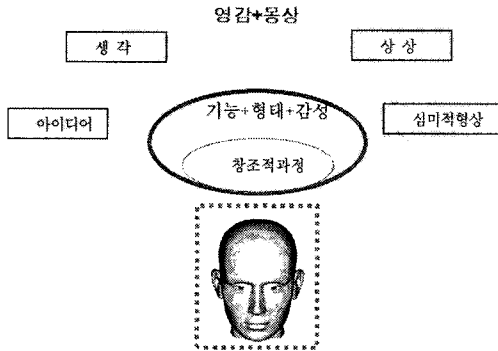 영감+몽상
생 각
상 상
아이디어
기능+형태+감성
심미적형상
창조적과정